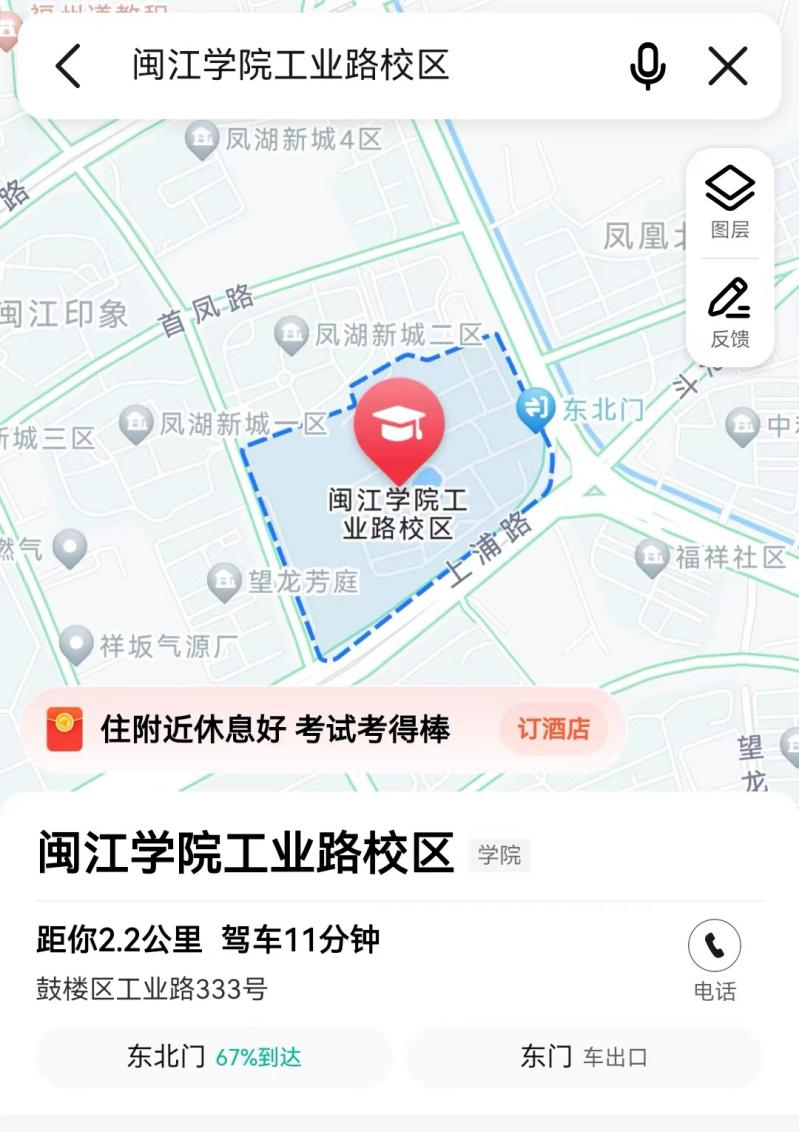 闽江学院工业路校区
凤湖新城4区
路
图层
凤凰北
反馈
闽江印象
首凤路
凤湖新城二区
斗
凤湖新城一区
东北门
新城三区
中
闽江学院工
业路校区
上浦路
燃气
福祥社区
望龙芳庭
祥坂气源厂
住附近休息好 考试考得棒
订酒店
望龙
闽江学院工业路校区 学院
距你2.2公里 驾车11分钟
鼓楼区工业路333号
电话
东北门 67%到达
东门 车出口